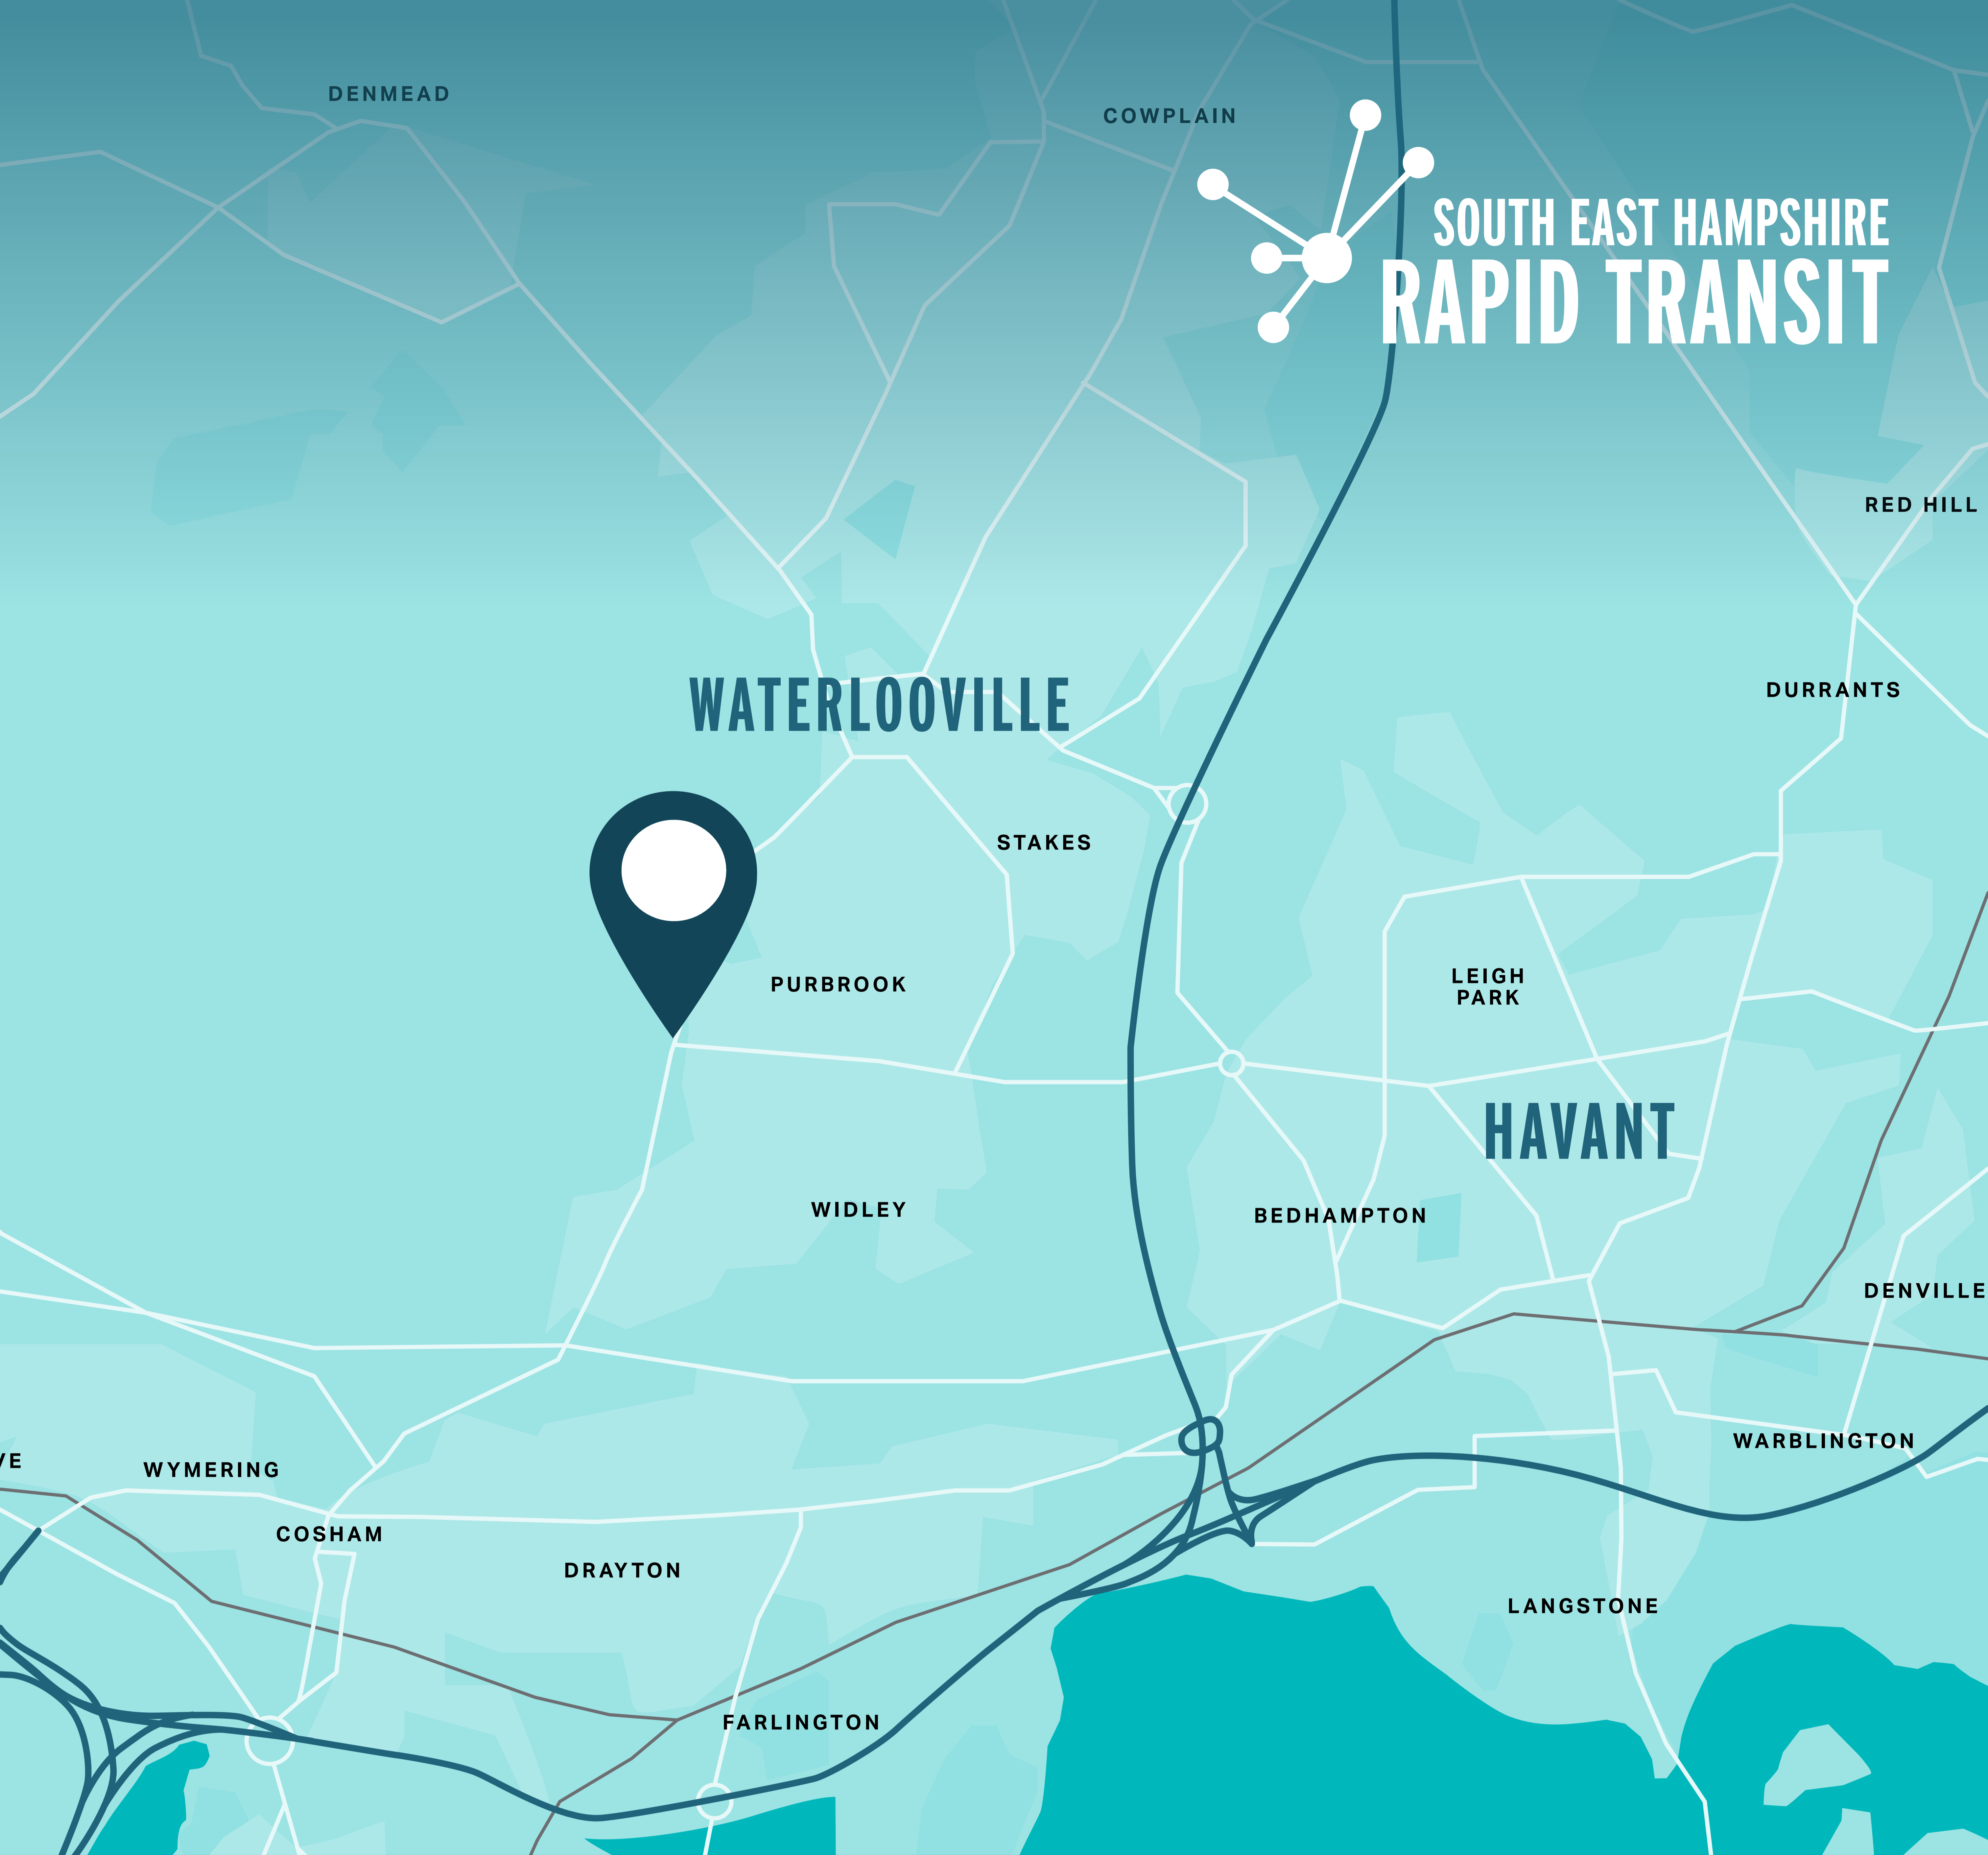 DENMEAD
COWPLAIN
SOUTH EAST HAMPSHIRE
RAPID TRANSIT
RED HILL
DURRANTS
WATERLOOVILLE
STAKES
PURBROOK
LEIGH
PARK
HAVANT
WIDLEY
BEDHAMPTON
DENVILLE
WARBLINGTON
VE
WYMERING
COSHAM
DRAYTON
LANGSTONE
FARLINGTON